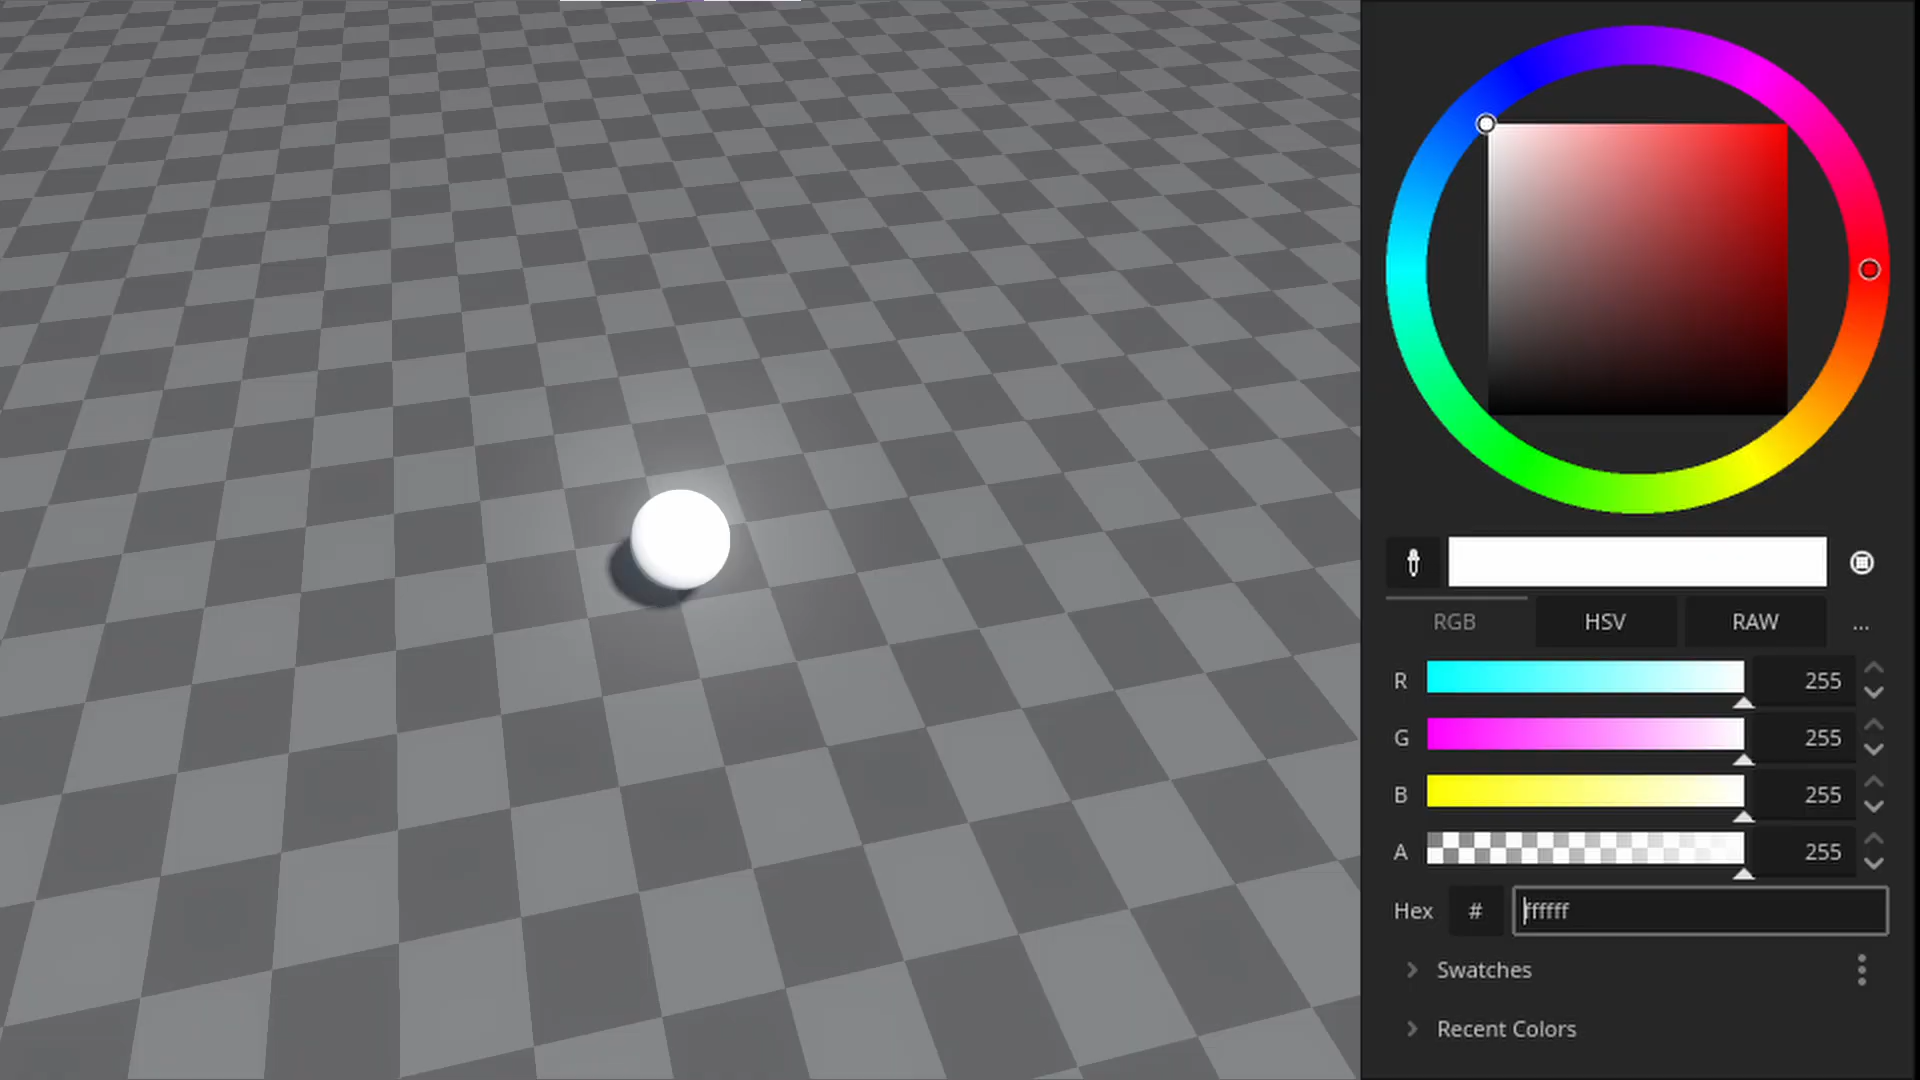 RGB HSV RAW ...
R 255
G 255
B 255
A 255
Hex # ffffff
Swatches
Recent Colors